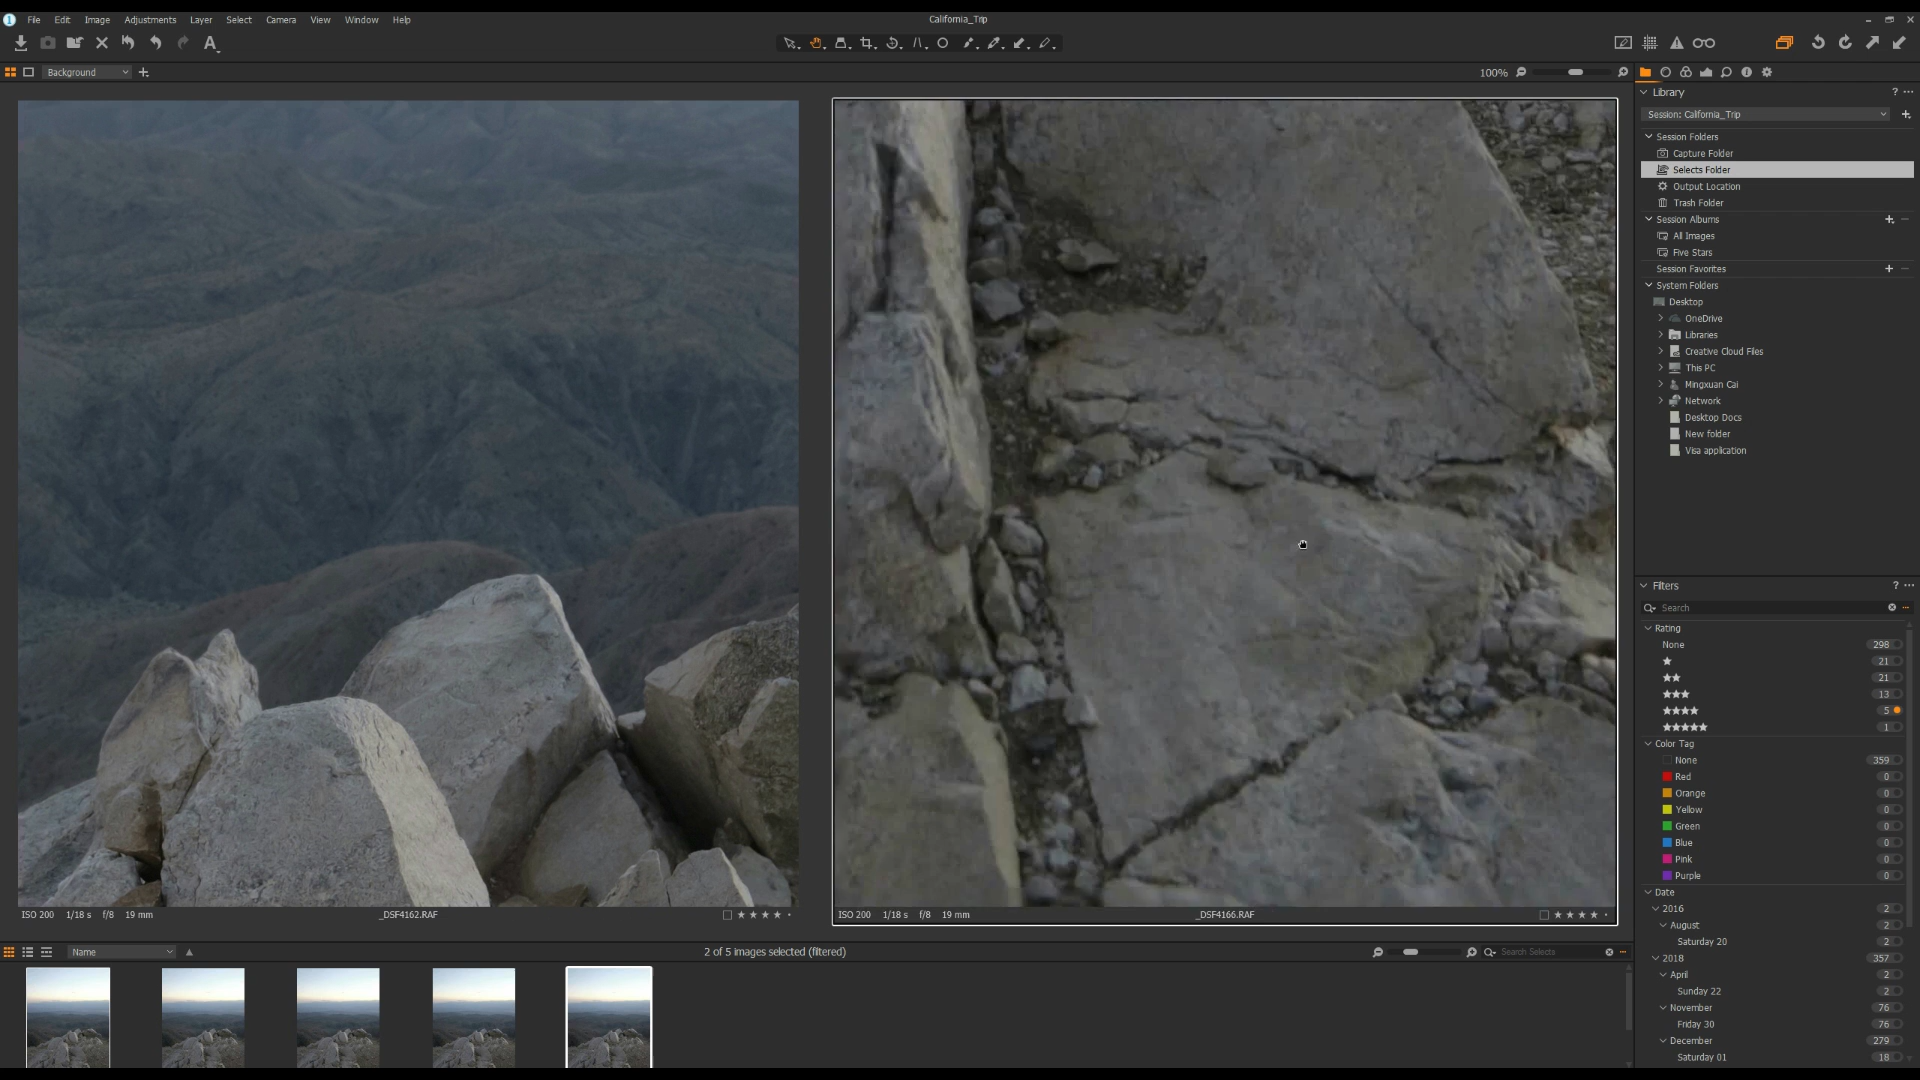 File Edit Image Adjustments Layer Select Camera View Window Help
California_Trip
Background
100%
Library
Session: California_Trip
Session Folders
Capture Folder
Selects Folder
Output Location
Trash Folder
Session Albums
All Images
Five Stars
Session Favorites
System Folders
Desktop
OneDrive
Libraries
Creative Cloud Files
This PC
Mingxuan Cai
Network
Desktop Docs
New folder
Visa application
Filters
Search
Rating
None 298
21
21
13
5
1
Color Tag
None 359
Red 0
Orange 0
Yellow 0
Green 0
Blue 0
Pink 0
Purple 0
Date
2016 2
August 2
Saturday 20 2
2018 357
April 2
Sunday 22 2
November 76
Friday 30 76
December 279
Saturday 01 18
ISO 200 1/18 s f/8 19 mm _DSF4162.RAF
ISO 200 1/18 s f/8 19 mm _DSF4166.RAF
Name
2 of 5 images selected (filtered)
Search Selects